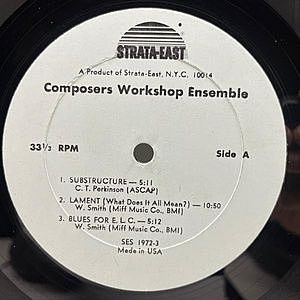 STRATA-EAST
A Product of Strata-East, N.Y.C. 10014
Composers Workshop Ensemble
33⅓ RPM
Side A
1. SUBSTRUCTURE — 5:11
C. T. Perkinson (ASCAP)
2. LAMENT (What Does It All Mean?) — 10:50
W. Smith (Miff Music Co., BMI)
3. BLUES FOR E. L. C. — 5:12
W. Smith (Miff Music Co., BMI)
SES 1972-3
Made in USA